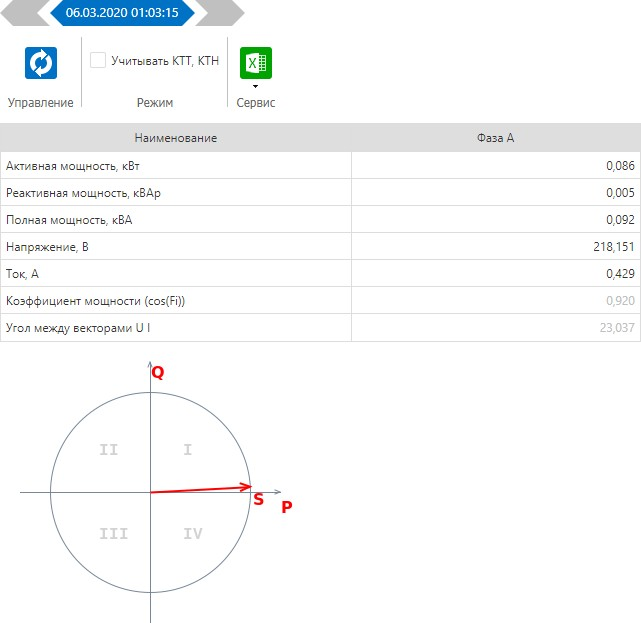 06.03.2020 01:03:15
Учитывать КТТ, КТН
Управление Режим Сервис
Наименование Фаза А
Активная мощность, кВт 0,086
Реактивная мощность, кВАр 0,005
Полная мощность, кВА 0,092
Напряжение, В 218,151
Ток, А 0,429
Коэффициент мощности (cos(Fi)) 0,920
Угол между векторами U I 23,037
Q
II I
S
P
III IV